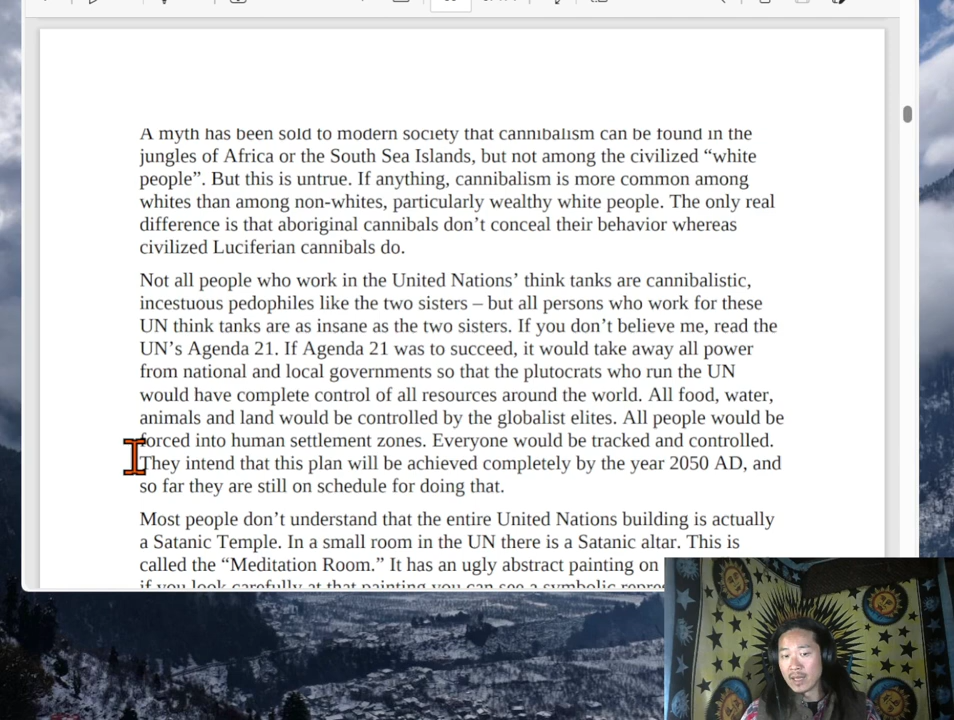 A myth has been sold to modern society that cannibalism can be found in the
jungles of Africa or the South Sea Islands, but not among the civilized “white
people”. But this is untrue. If anything, cannibalism is more common among
whites than among non-whites, particularly wealthy white people. The only real
difference is that aboriginal cannibals don’t conceal their behavior whereas
civilized Luciferian cannibals do.
Not all people who work in the United Nations’ think tanks are cannibalistic,
incestuous pedophiles like the two sisters – but all persons who work for these
UN think tanks are as insane as the two sisters. If you don’t believe me, read the
UN’s Agenda 21. If Agenda 21 was to succeed, it would take away all power
from national and local governments so that the plutocrats who run the UN
would have complete control of all resources around the world. All food, water,
animals and land would be controlled by the globalist elites. All people would be
forced into human settlement zones. Everyone would be tracked and controlled.
They intend that this plan will be achieved completely by the year 2050 AD, and
so far they are still on schedule for doing that.
Most people don’t understand that the entire United Nations building is actually
a Satanic Temple. In a small room in the UN there is a Satanic altar. This is
called the “Meditation Room.” It has an ugly abstract painting on
if you look carefully at that painting you can see a symbolic